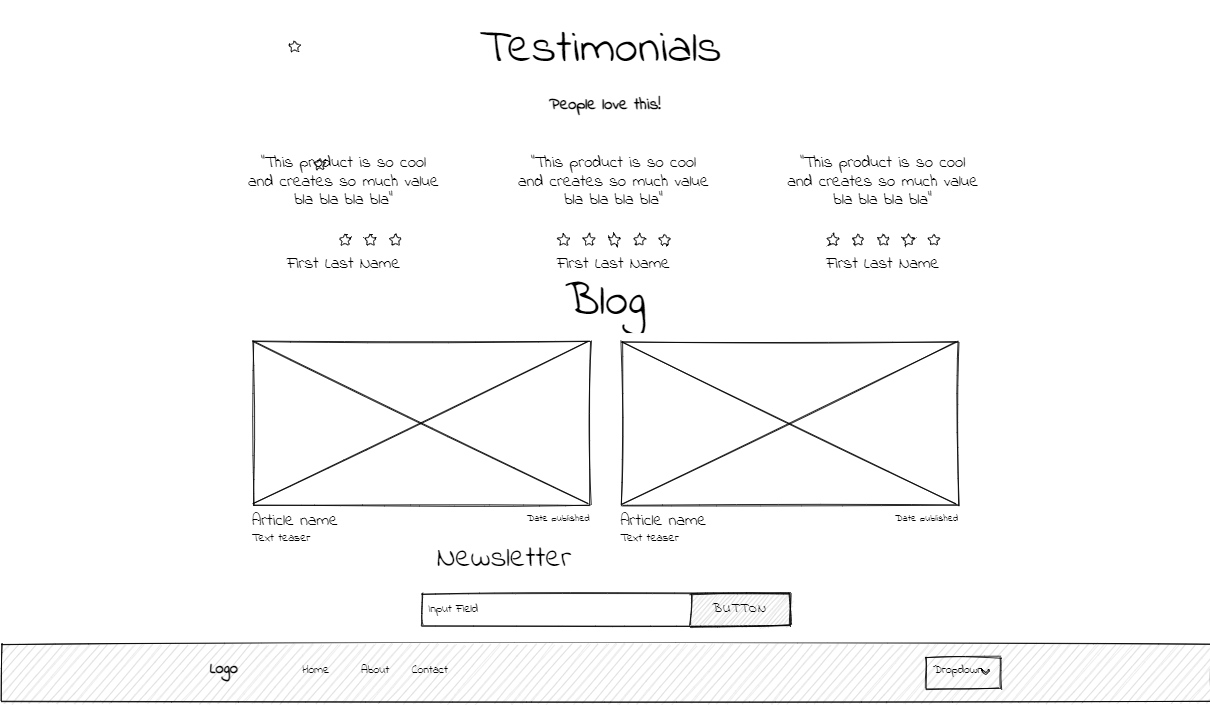 Testimonials
People love this!
"This product is so cool
and creates so much value
bla bla bla bla"
First Last Name
"This product is so cool
and creates so much value
bla bla bla bla"
First Last Name
"This product is so cool
and creates so much value
bla bla bla bla"
First Last Name
Blog
Article name
Date published
Text teaser
Article name
Date published
Text teaser
Newsletter
Input Field
BUTTON
Logo
Home
About
Contact
Dropdown